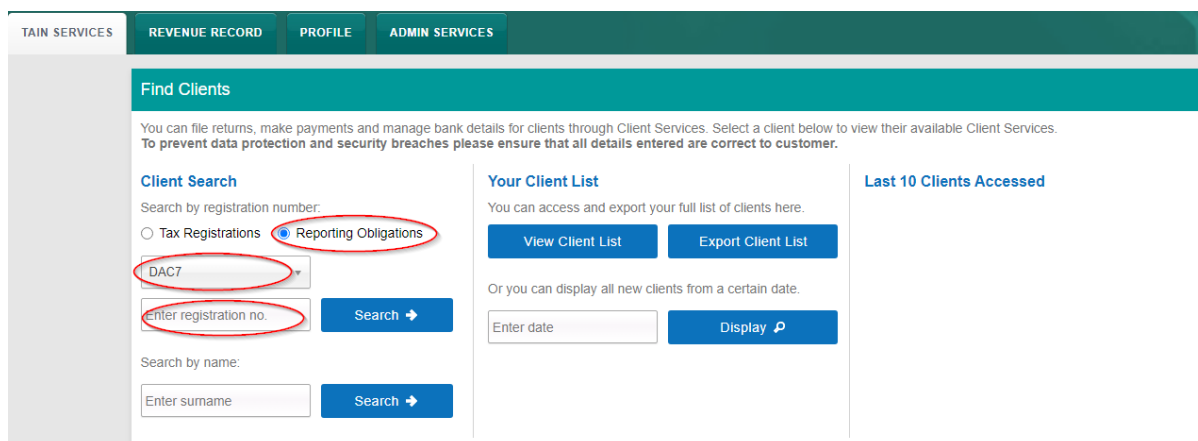 TAIN SERVICES
REVENUE RECORD
PROFILE
ADMIN SERVICES
Find Clients
You can file returns, make payments and manage bank details for clients through Client Services. Select a client below to view their available Client Services.
To prevent data protection and security breaches please ensure that all details entered are correct to customer.
Client Search
Search by registration number:
Tax Registrations
Reporting Obligations
DAC7
Enter registration no.
Search
Search by name:
Enter surname
Search
Your Client List
You can access and export your full list of clients here.
View Client List
Export Client List
Or you can display all new clients from a certain date.
Enter date
Display
Last 10 Clients Accessed